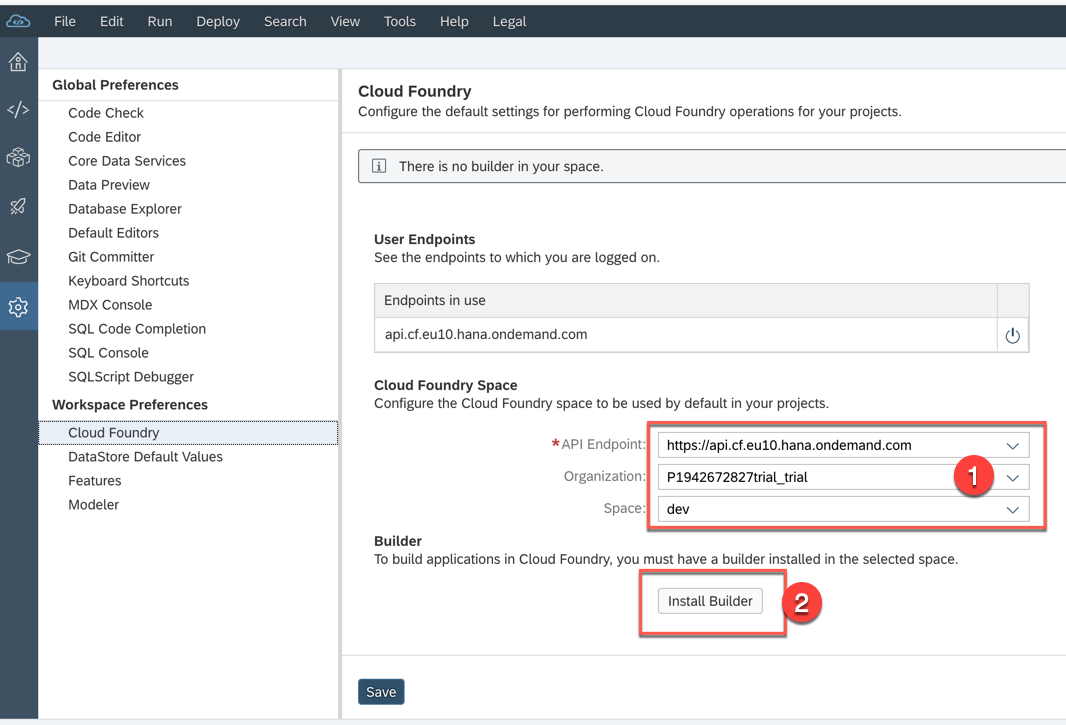 File Edit Run Deploy Search View Tools Help Legal
Global Preferences
Code Check
Code Editor
Core Data Services
Data Preview
Database Explorer
Default Editors
Git Committer
Keyboard Shortcuts
MDX Console
SQL Code Completion
SQL Console
SQLScript Debugger
Workspace Preferences
Cloud Foundry
DataStore Default Values
Features
Modeler
Cloud Foundry
Configure the default settings for performing Cloud Foundry operations for your projects.
There is no builder in your space.
User Endpoints
See the endpoints to which you are logged on.
Endpoints in use
api.cf.eu10.hana.ondemand.com
Cloud Foundry Space
Configure the Cloud Foundry space to be used by default in your projects.
*API Endpoint: https://api.cf.eu10.hana.ondemand.com
Organization: P1942672827trial_trial 1
Space: dev
Builder
To build applications in Cloud Foundry, you must have a builder installed in the selected space.
Install Builder 2
Save